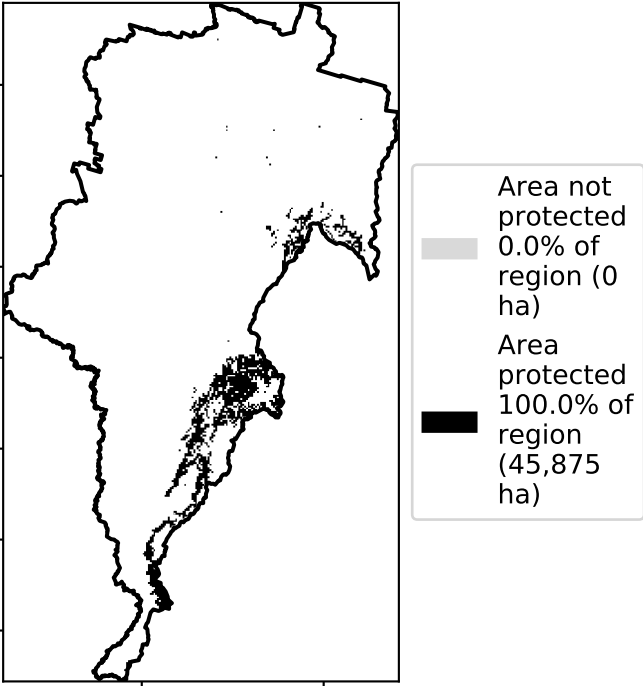 Area not
protected
0.0% of
region (0
ha)
Area
protected
100.0% of
region
(45,875
ha)